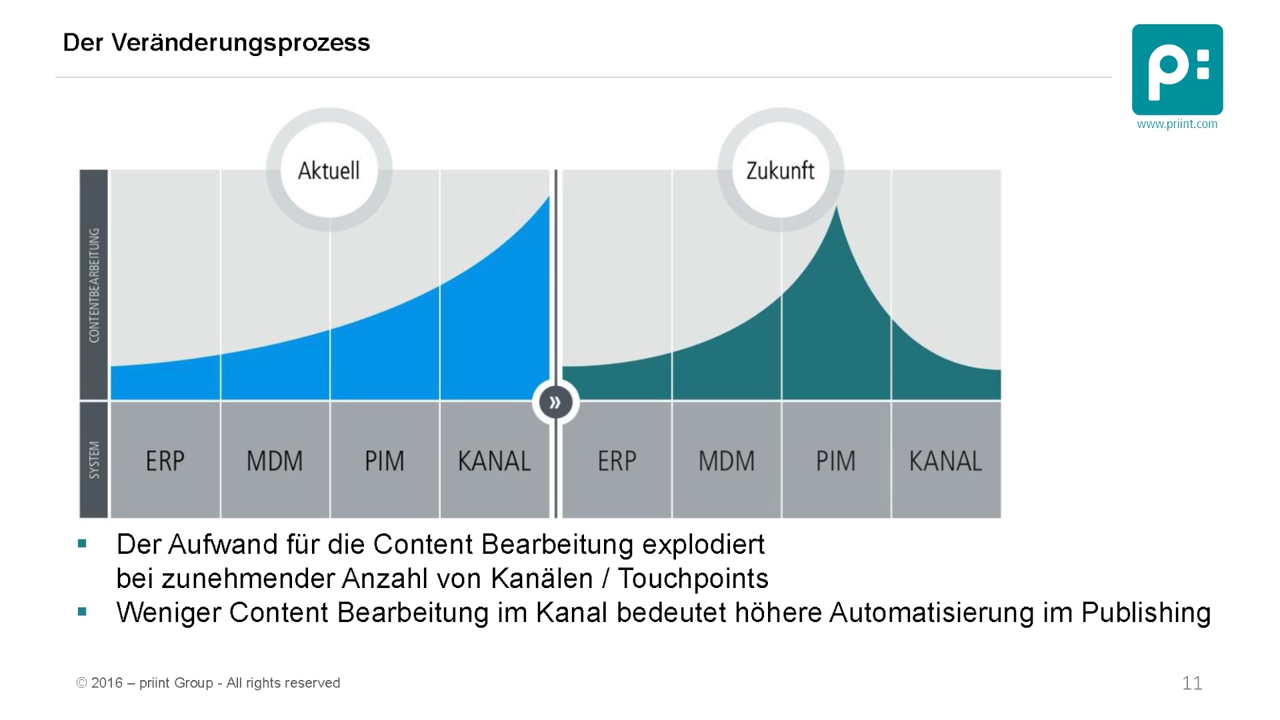 Der Veränderungsprozess
p:
www.priint.com
Aktuell
Zukunft
CONTENTBEARBEITUNG
SYSTEM
ERP MDM PIM KANAL
»
ERP MDM PIM KANAL
Der Aufwand für die Content Bearbeitung explodiert
bei zunehmender Anzahl von Kanälen / Touchpoints
Weniger Content Bearbeitung im Kanal bedeutet höhere Automatisierung im Publishing
© 2016 – priint Group - All rights reserved
11